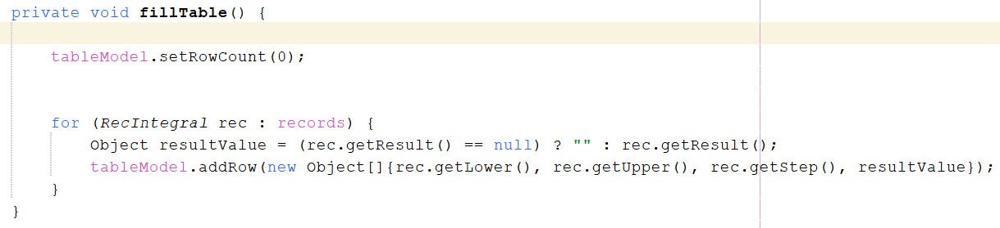 private void fillTable() {
tableModel.setRowCount(0);
for (RecIntegral rec : records) {
Object resultValue = (rec.getResult() == null) ? "" : rec.getResult();
tableModel.addRow(new Object[]{rec.getLower(), rec.getUpper(), rec.getStep(), resultValue});
}
}